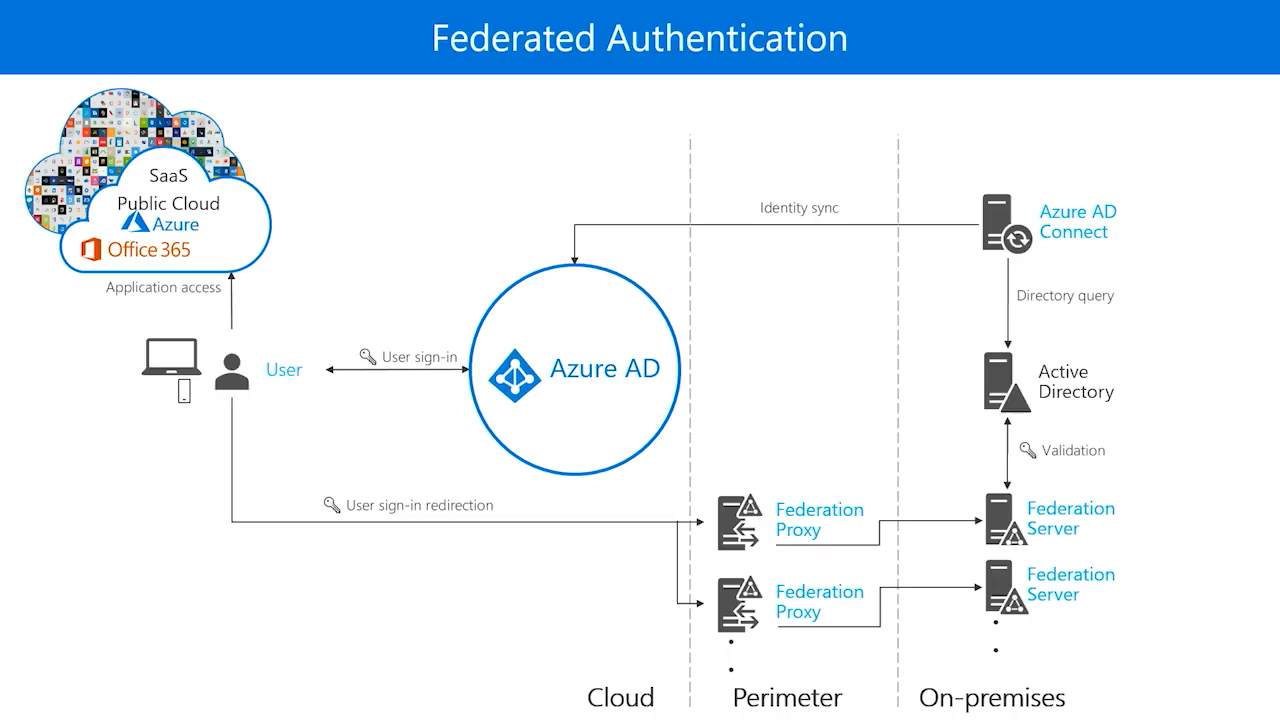 Federated Authentication
SaaS
Public Cloud
Azure
Office 365
Application access
User
User sign-in
Azure AD
Identity sync
Azure AD
Connect
Directory query
Active
Directory
Validation
User sign-in redirection
Federation
Proxy
Federation
Server
Federation
Proxy
Federation
Server
Cloud
Perimeter
On-premises